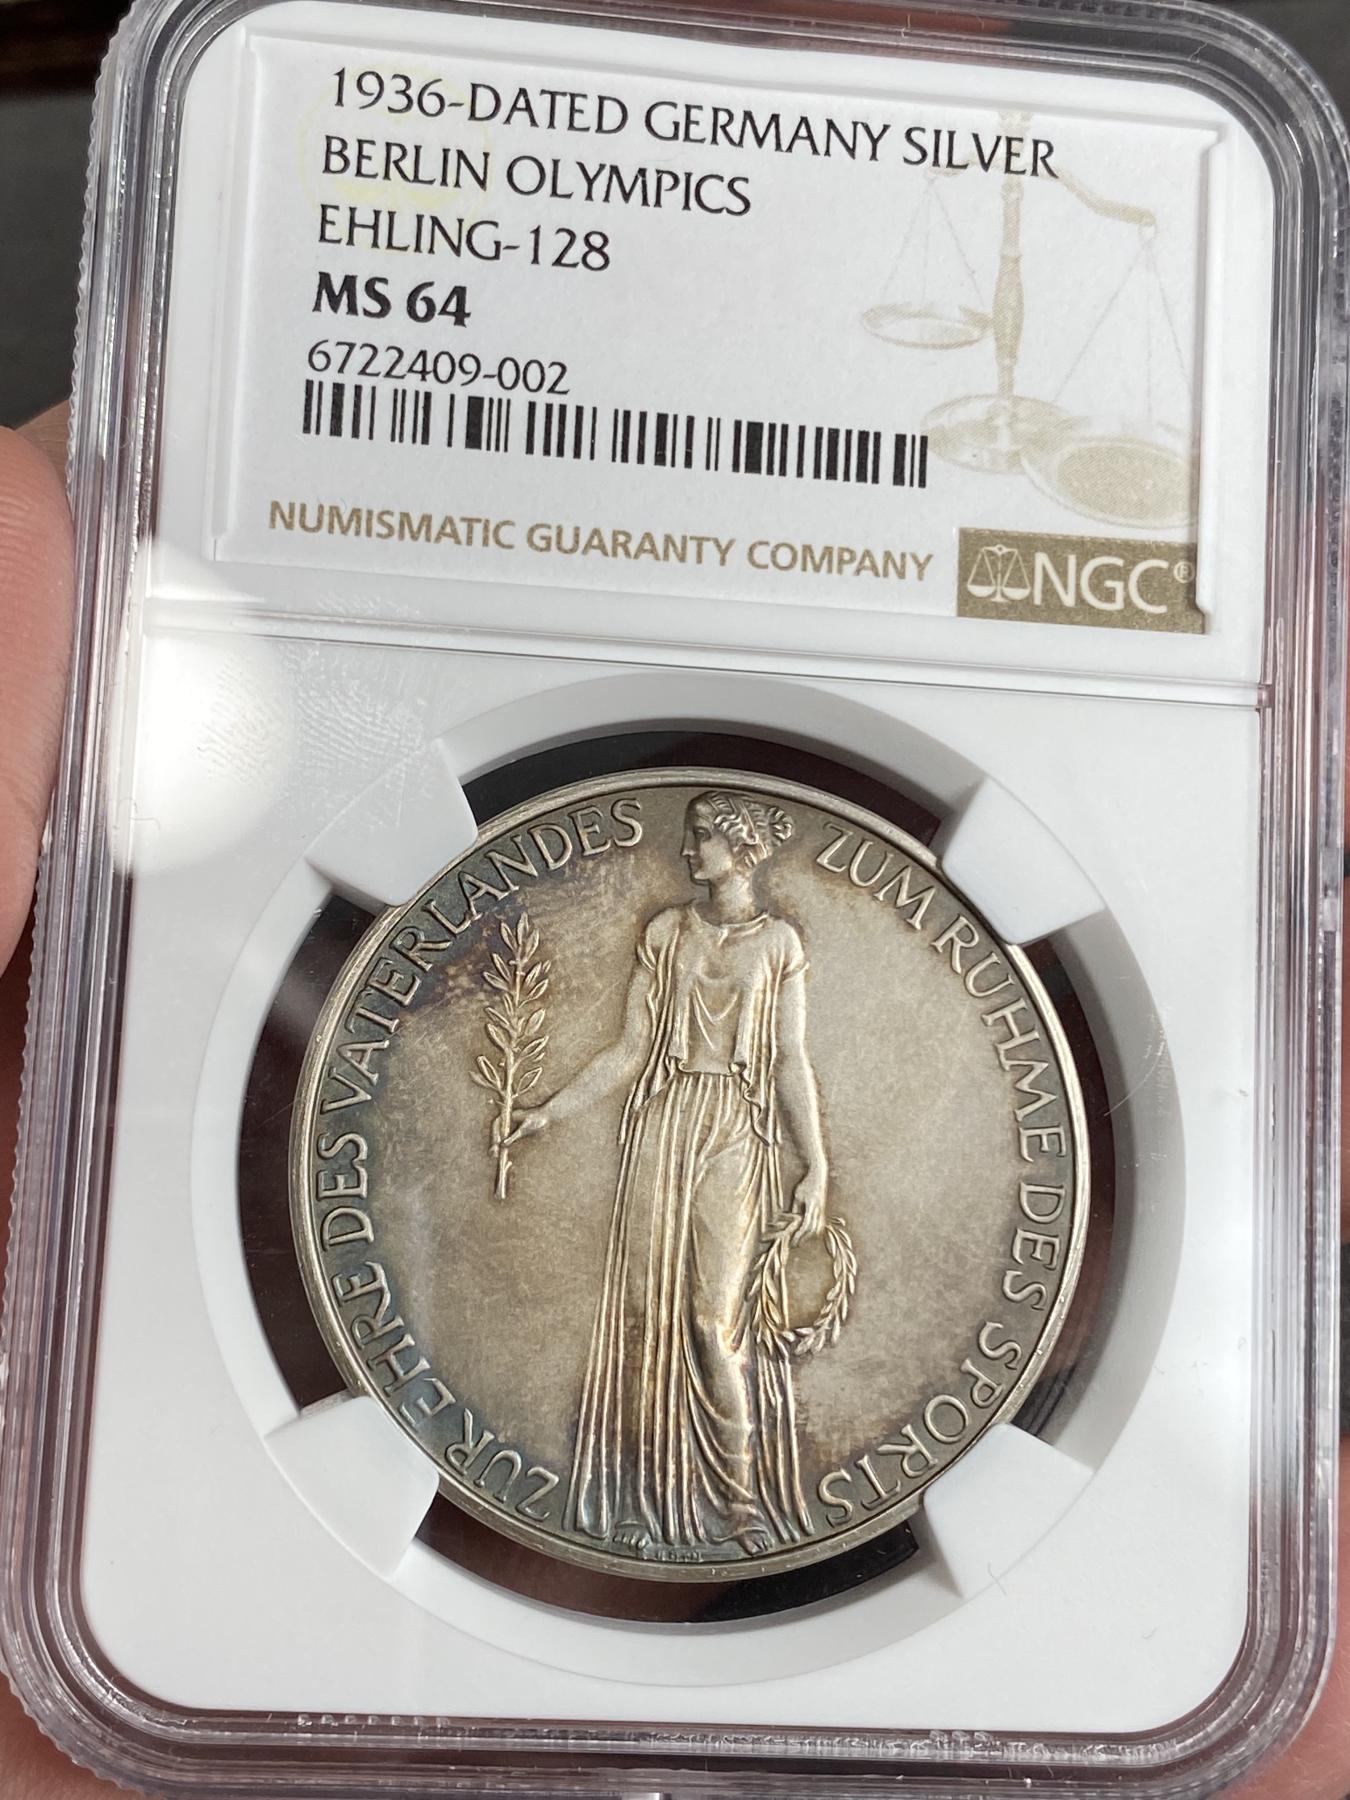 1936-DATED GERMANY SILVER
BERLIN OLYMPICS
EHLING-128
MS 64
6722409-002
NUMISMATIC GUARANTY COMPANY
NGC®
ZUR EHRE DES VATERLANDES
ZUM RUHME DES SPORTS